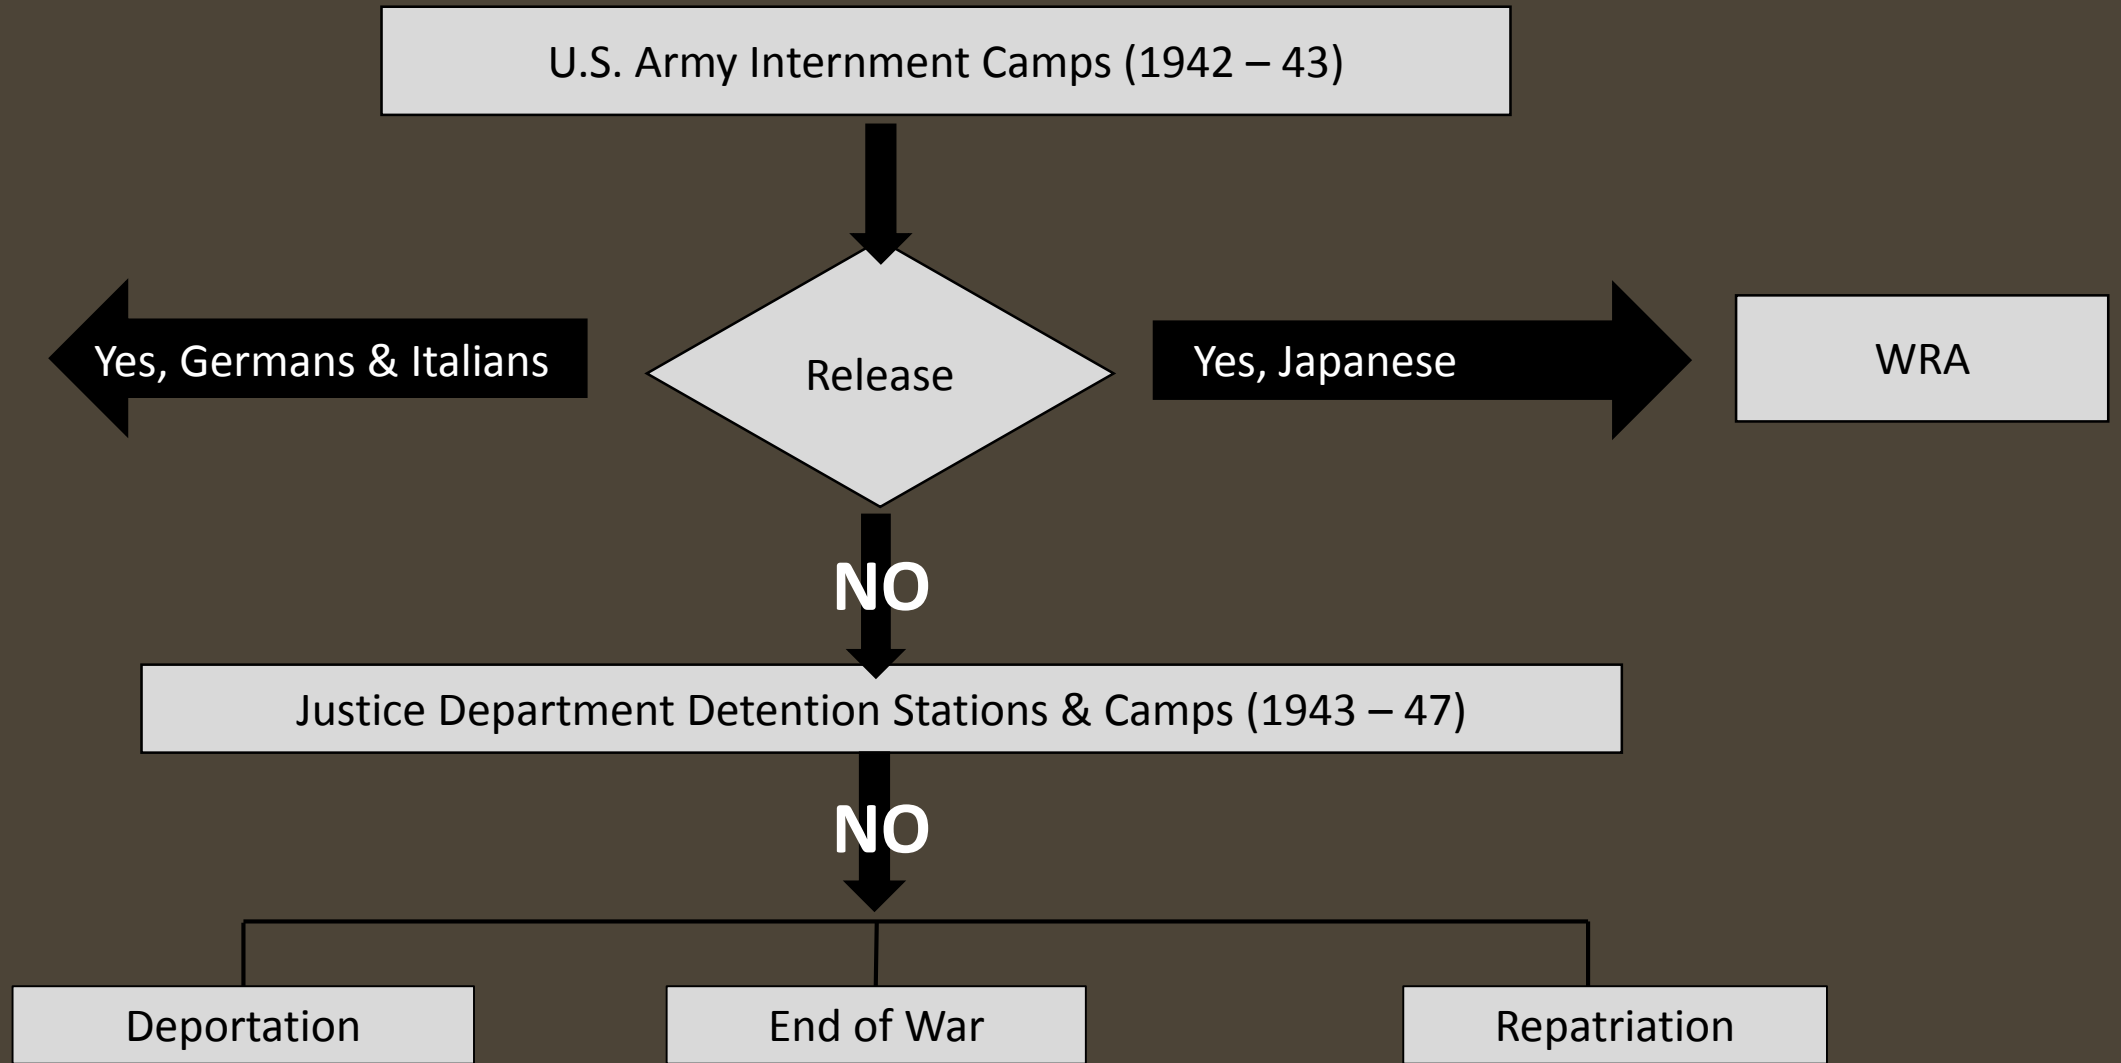 U.S. Army Internment Camps (1942 – 43)
Yes, Germans & Italians
Release
Yes, Japanese
WRA
NO
Justice Department Detention Stations & Camps (1943 – 47)
NO
Deportation
End of War
Repatriation